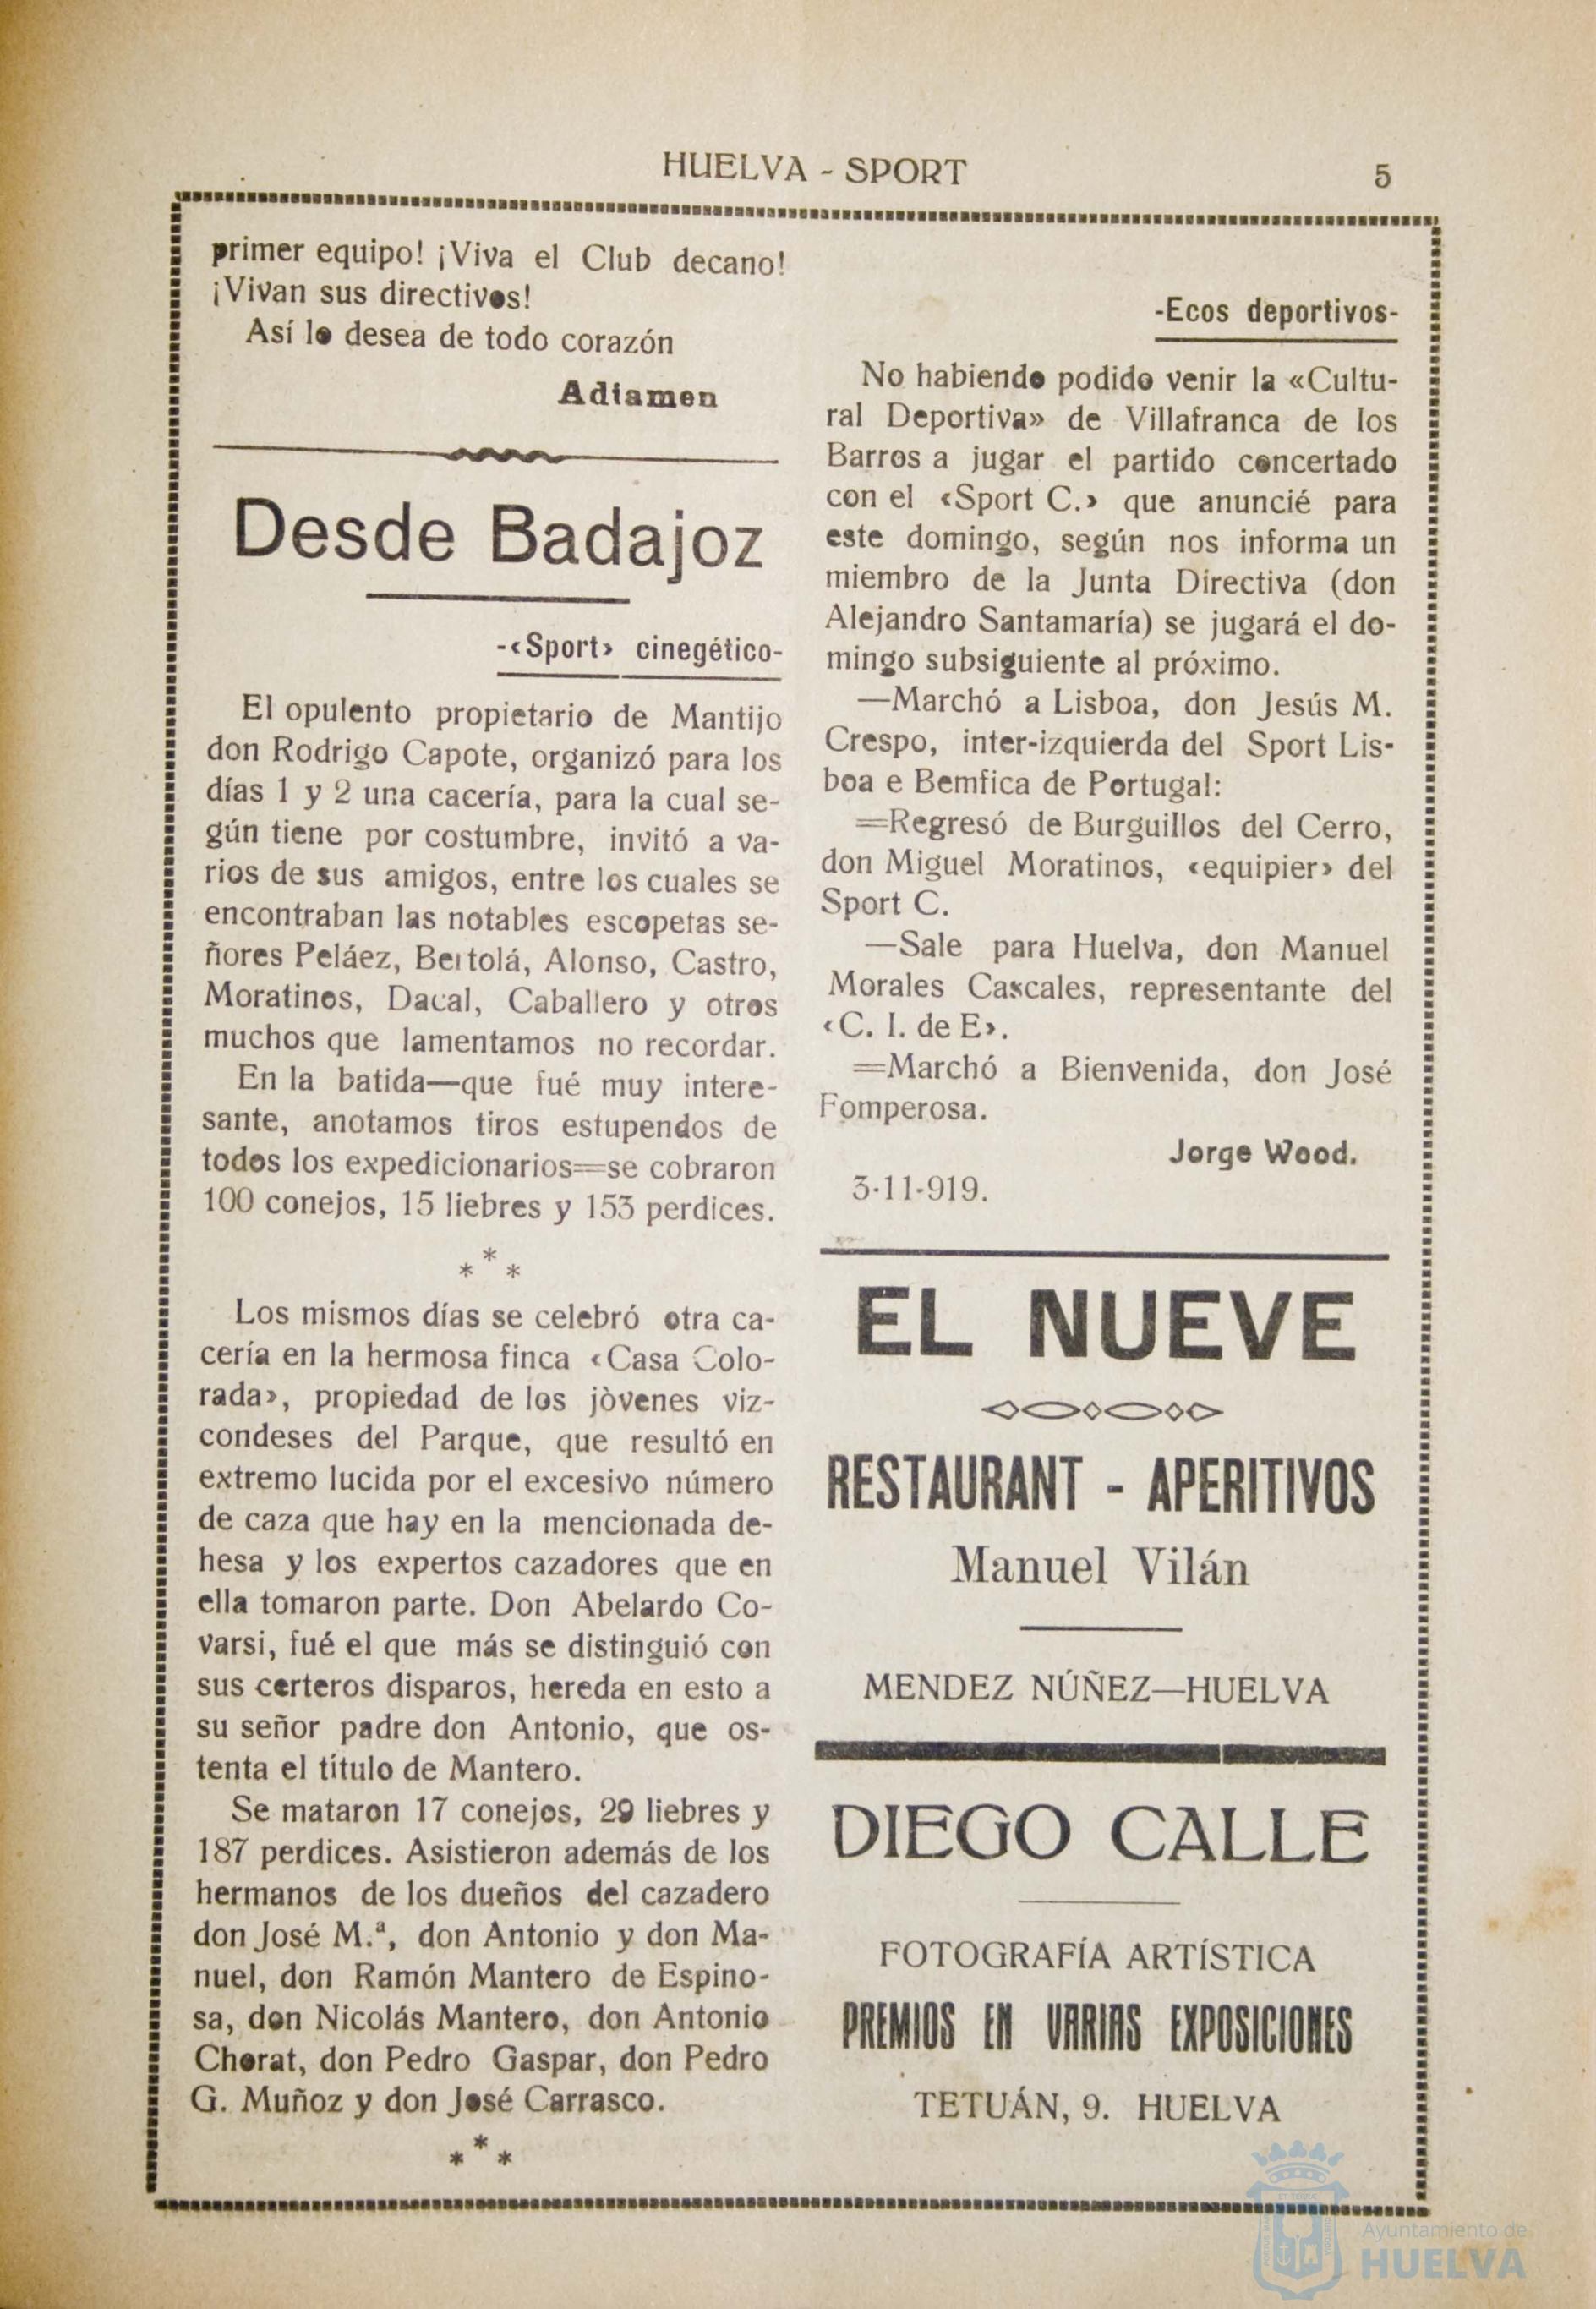 HUELVA - SPORT
5
primer equipo! ¡Viva el Club decano!
¡Vivan sus directivos!
Así lo desea de todo corazón
Adiamen
Desde Badajoz
-‹Sport› cinegético-
El opulento propietario de Mantijo
don Rodrigo Capote, organizó para los
días 1 y 2 una cacería, para la cual se-
gún tiene por costumbre, invitó a va-
rios de sus amigos, entre los cuales se
encontraban las notables escopetas se-
ñores Peláez, Bertolá, Alonso, Castro,
Moratinos, Dacal, Caballero y otros
muchos que lamentamos no recordar.
En la batida—que fué muy intere-
sante, anotamos tiros estupendos de
todos los expedicionarios=se cobraron
100 conejos, 15 liebres y 153 perdices.
* * *
Los mismos días se celebró otra ca-
cería en la hermosa finca ‹Casa Colo-
rada›, propiedad de los jòvenes viz-
condeses del Parque, que resultó en
extremo lucida por el excesivo número
de caza que hay en la mencionada de-
hesa y los expertos cazadores que en
ella tomaron parte. Don Abelardo Co-
varsi, fué el que más se distinguió con
sus certeros disparos, hereda en esto a
su señor padre don Antonio, que os-
tenta el título de Mantero.
Se mataron 17 conejos, 29 liebres y
187 perdices. Asistieron además de los
hermanos de los dueños del cazadero
don José M.ª, don Antonio y don Ma-
nuel, don Ramón Mantero de Espino-
sa, don Nicolás Mantero, don Antonio
Chorat, don Pedro Gaspar, don Pedro
G. Muñoz y don José Carrasco.
* * *
-Ecos deportivos-
No habiendo podido venir la «Cultu-
ral Deportiva» de Villafranca de los
Barros a jugar el partido concertado
con el ‹Sport C.› que anuncié para
este domingo, según nos informa un
miembro de la Junta Directiva (don
Alejandro Santamaría) se jugará el do-
mingo subsiguiente al próximo.
—Marchó a Lisboa, don Jesús M.
Crespo, inter-izquierda del Sport Lis-
boa e Bemfica de Portugal:
=Regresó de Burguillos del Cerro,
don Miguel Moratinos, ‹equipier› del
Sport C.
—Sale para Huelva, don Manuel
Morales Cascales, representante del
‹C. I. de E›.
=Marchó a Bienvenida, don José
Fomperosa.
Jorge Wood.
3-11-919.
EL NUEVE
RESTAURANT - APERITIVOS
Manuel Vilán
MENDEZ NÚÑEZ—HUELVA
DIEGO CALLE
FOTOGRAFÍA ARTÍSTICA
PREMIOS EN VARIAS EXPOSICIONES
TETUÁN, 9. HUELVA
Ayuntamiento de
HUELVA